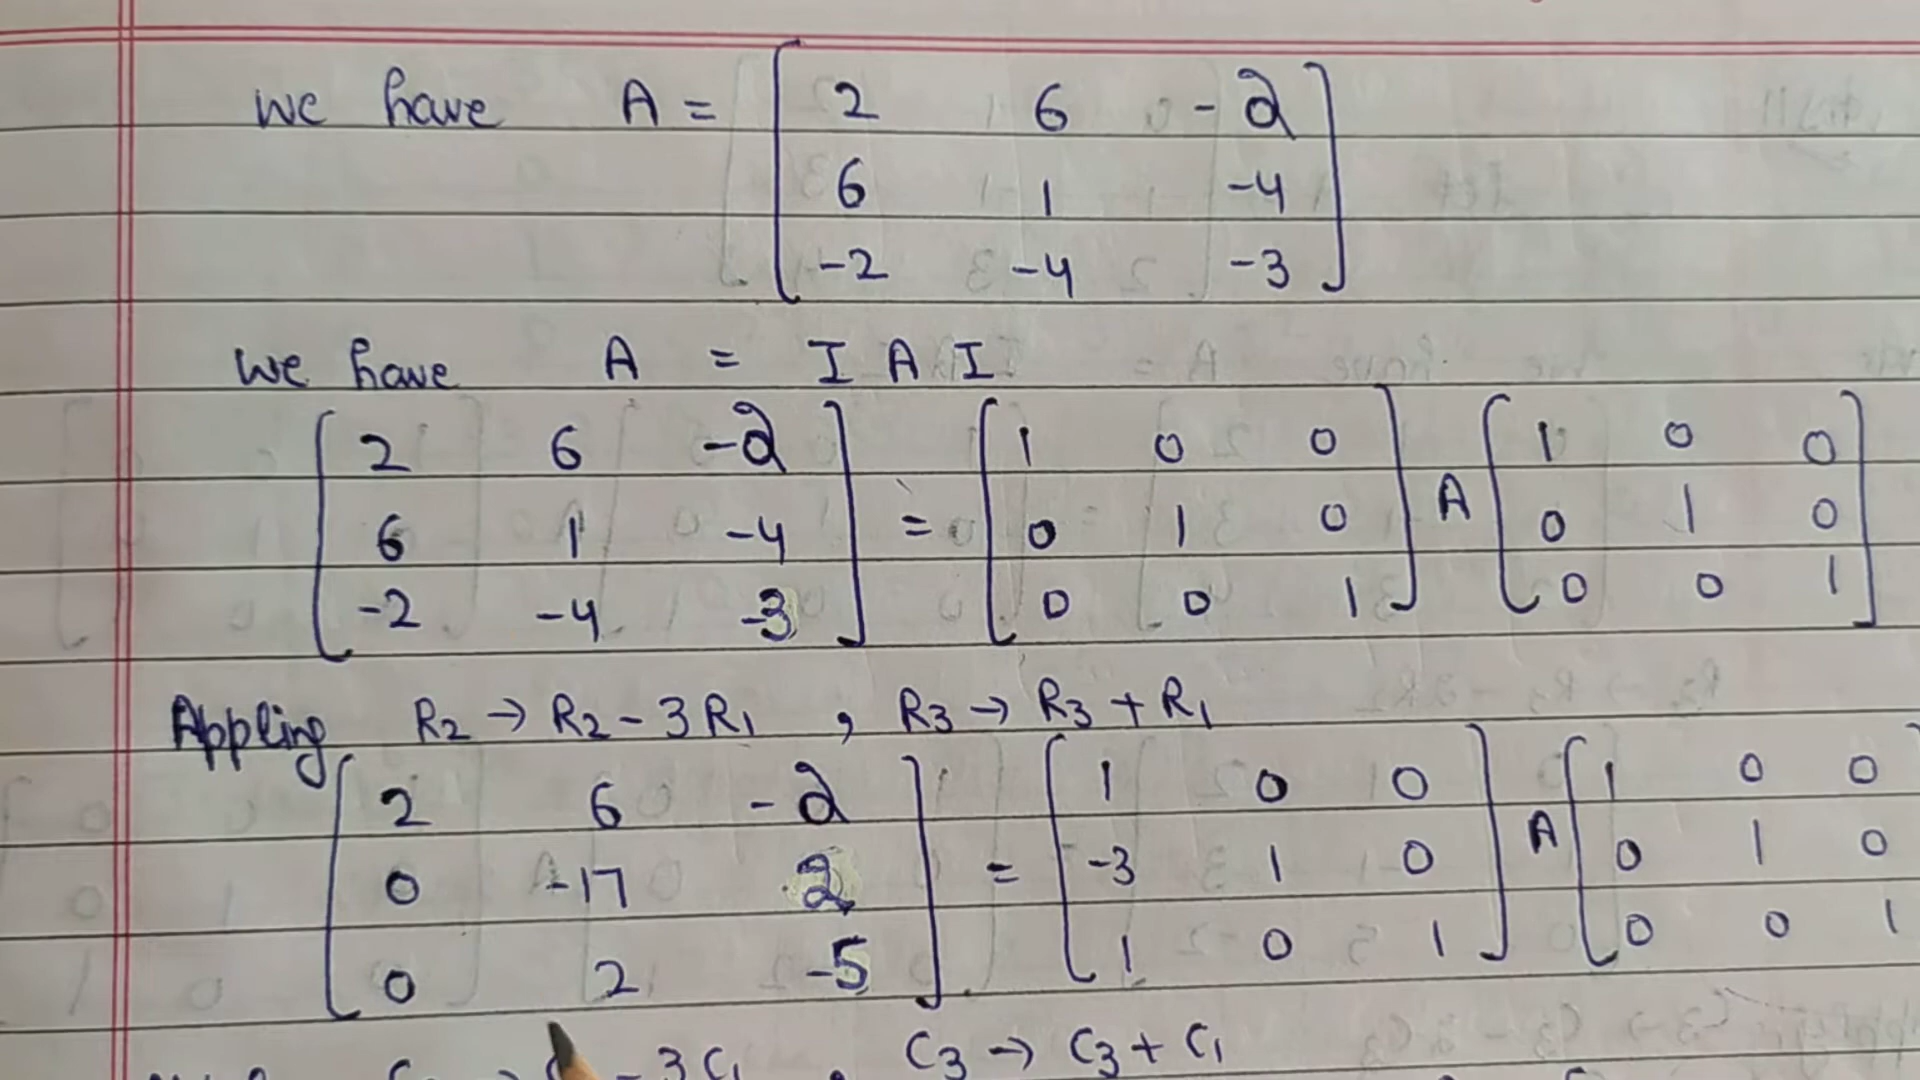 We have A = [ 2 6 -2
6 1 -4
-2 -4 -3 ]
We have A = I A I
[ 2 6 -2 ] [ 1 0 0 ] [ 1 0 0 ]
[ 6 1 -4 ] = [ 0 1 0 ] A [ 0 1 0 ]
[ -2 -4 -3 ] [ 0 0 1 ] [ 0 0 1 ]
Appling R2 → R2 - 3R1 , R3 → R3 + R1
[ 2 6 -2 ] [ 1 0 0 ] [ 1 0 0
[ 0 -17 2 ] = [ -3 1 0 ] A [ 0 1 0
[ 0 2 -5 ] [ 1 0 1 ] [ 0 0 1
- 3C1 , C3 → C3 + C1